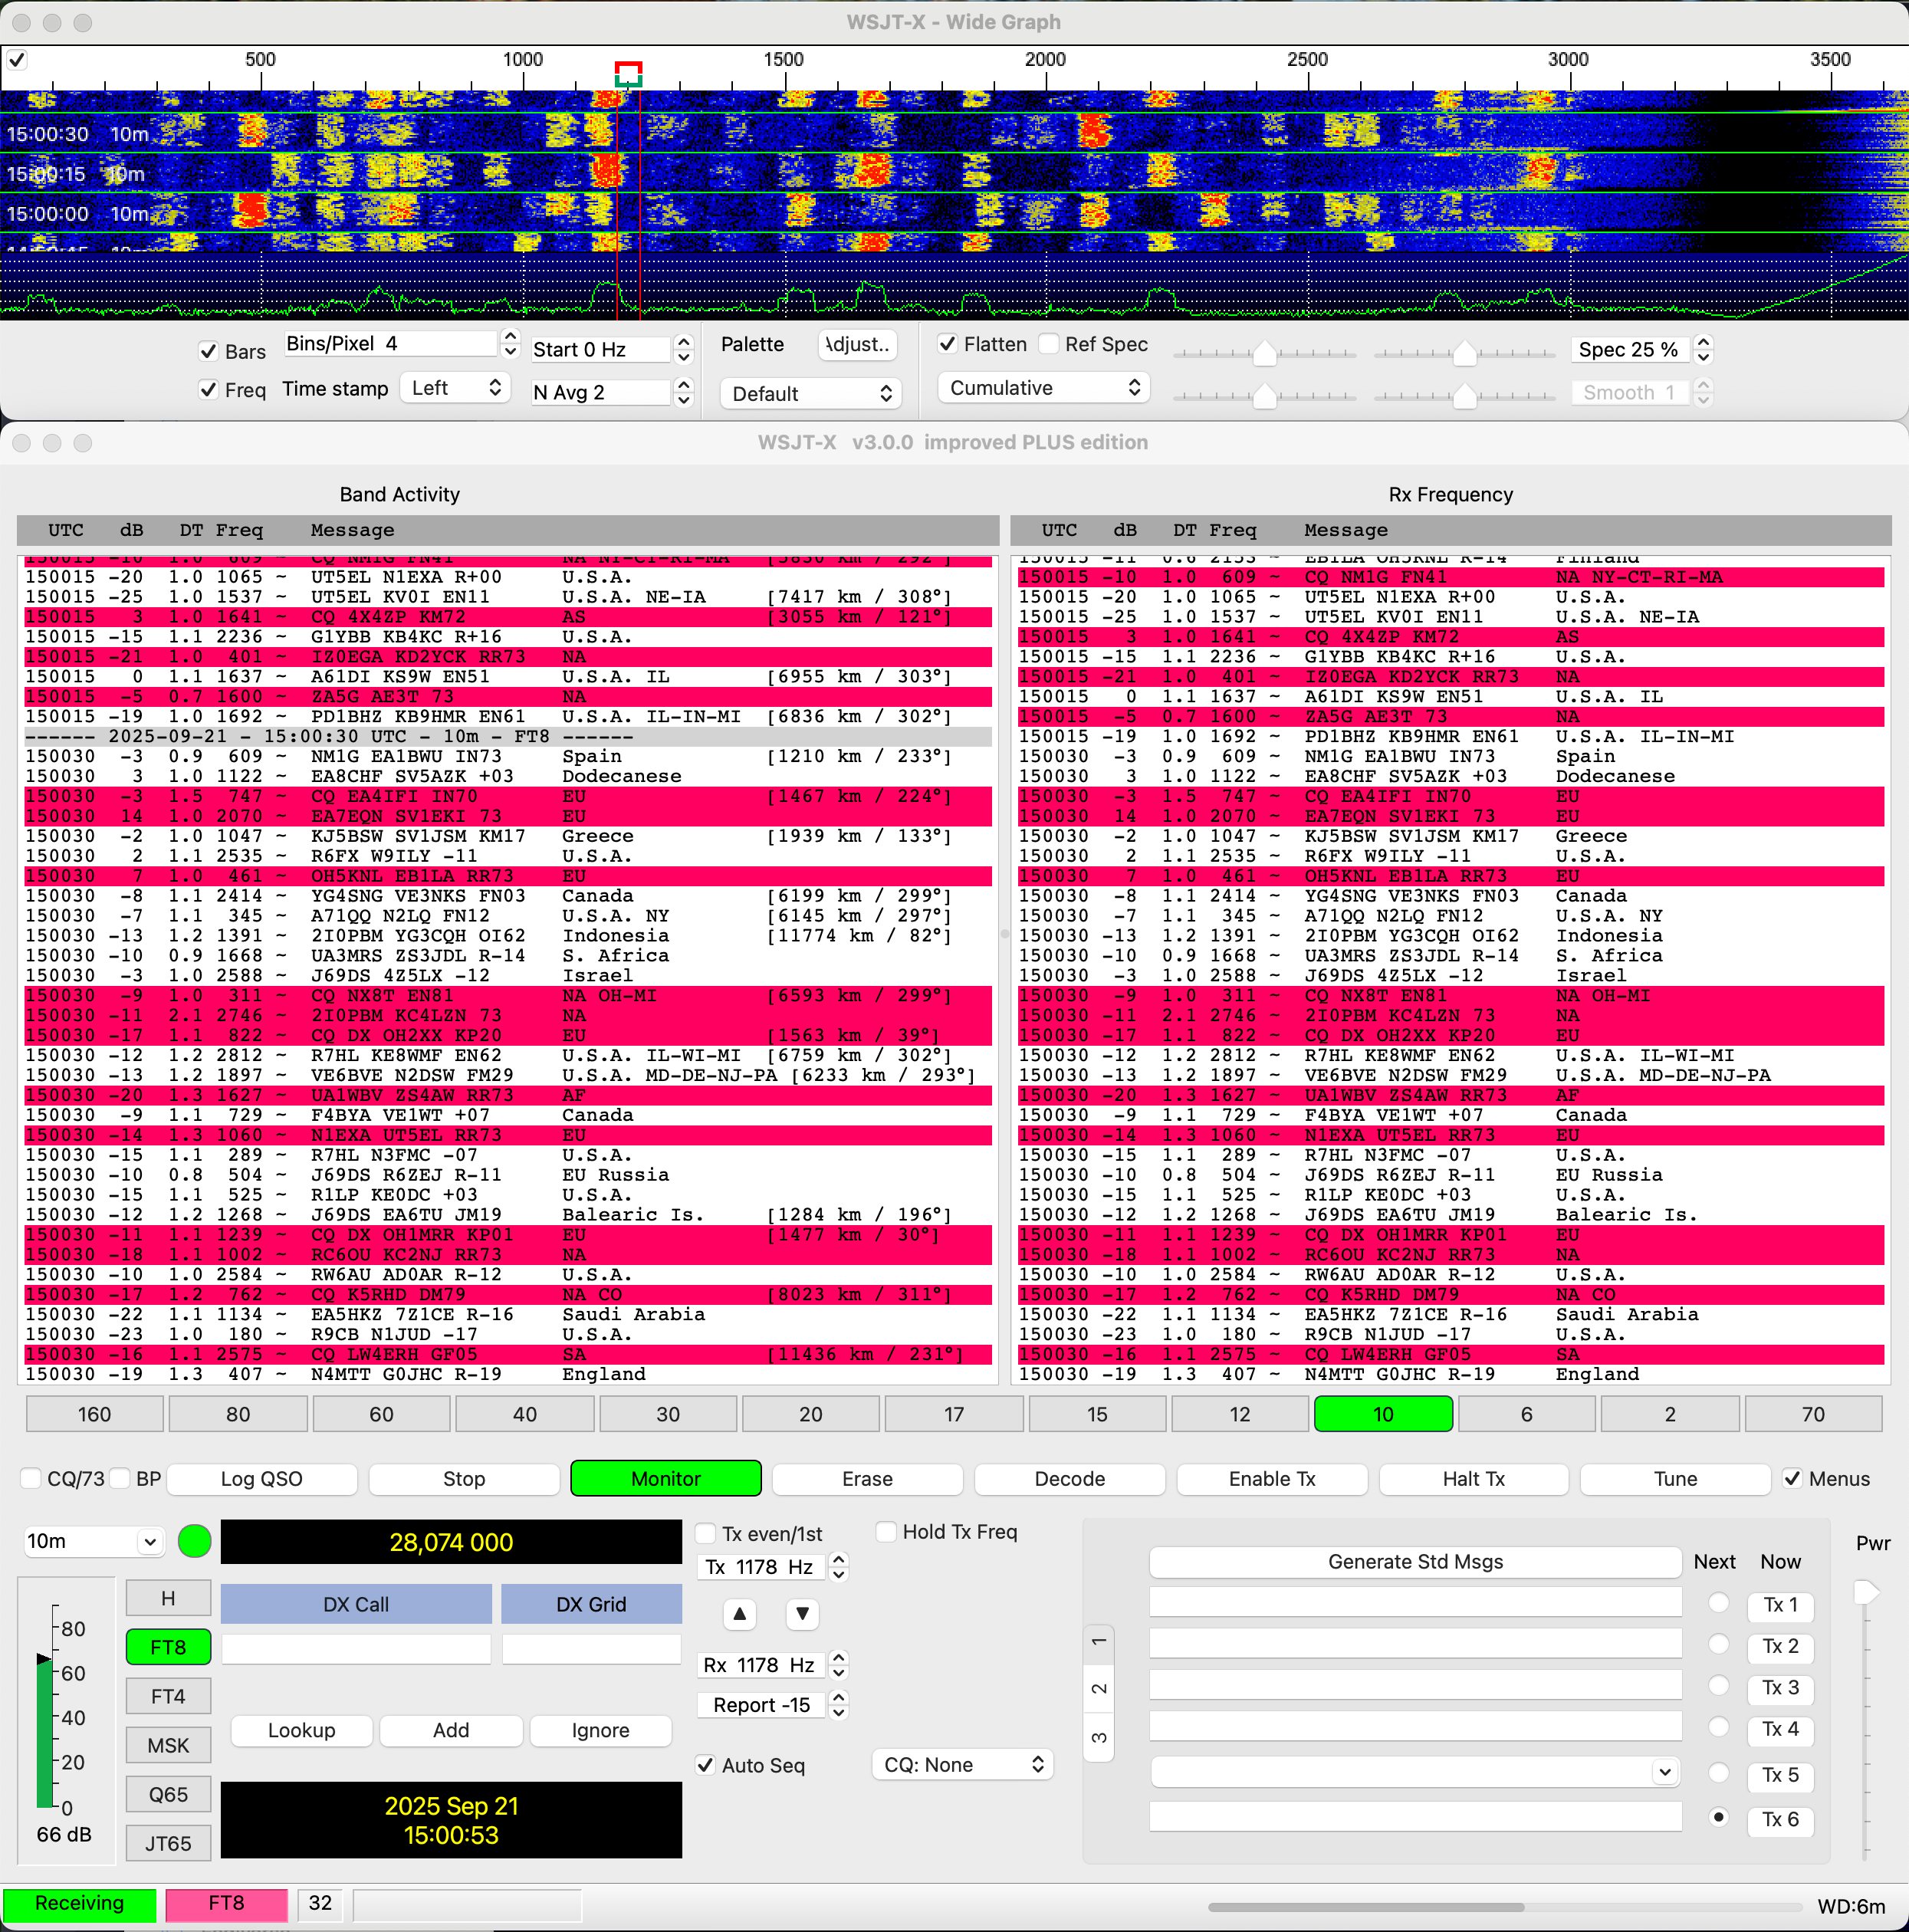 WSJT-X - Wide Graph
500 1000 1500 2000 2500 3000 3500
15:00:30 10m
15:00:15 10m
15:00:00 10m
Bars Bins/Pixel 4 Start 0 Hz Palette Adjust.. Flatten Ref Spec Spec 25 %
Freq Time stamp Left N Avg 2 Default Cumulative Smooth 1
WSJT-X v3.0.0 improved PLUS edition
Band Activity
UTC dB DT Freq Message
150015 -10 1.0 609 ~ CQ NM1G FN41 NA NY-CT-RI-MA [5830 km / 292°]
150015 -20 1.0 1065 ~ UT5EL N1EXA R+00 U.S.A.
150015 -25 1.0 1537 ~ UT5EL KV0I EN11 U.S.A. NE-IA [7417 km / 308°]
150015 3 1.0 1641 ~ CQ 4X4ZP KM72 AS [3055 km / 121°]
150015 -15 1.1 2236 ~ G1YBB KB4KC R+16 U.S.A.
150015 -21 1.0 401 ~ IZ0EGA KD2YCK RR73 NA
150015 0 1.1 1637 ~ A61DI KS9W EN51 U.S.A. IL [6955 km / 303°]
150015 -5 0.7 1600 ~ ZA5G AE3T 73 NA
150015 -19 1.0 1692 ~ PD1BHZ KB9HMR EN61 U.S.A. IL-IN-MI [6836 km / 302°]
------ 2025-09-21 - 15:00:30 UTC - 10m - FT8 ------
150030 -3 0.9 609 ~ NM1G EA1BWU IN73 Spain [1210 km / 233°]
150030 3 1.0 1122 ~ EA8CHF SV5AZK +03 Dodecanese
150030 -3 1.5 747 ~ CQ EA4IFI IN70 EU [1467 km / 224°]
150030 14 1.0 2070 ~ EA7EQN SV1EKI 73 EU
150030 -2 1.0 1047 ~ KJ5BSW SV1JSM KM17 Greece [1939 km / 133°]
150030 2 1.1 2535 ~ R6FX W9ILY -11 U.S.A.
150030 7 1.0 461 ~ OH5KNL EB1LA RR73 EU
150030 -8 1.1 2414 ~ YG4SNG VE3NKS FN03 Canada [6199 km / 299°]
150030 -7 1.1 345 ~ A71QQ N2LQ FN12 U.S.A. NY [6145 km / 297°]
150030 -13 1.2 1391 ~ 2I0PBM YG3CQH OI62 Indonesia [11774 km / 82°]
150030 -10 0.9 1668 ~ UA3MRS ZS3JDL R-14 S. Africa
150030 -3 1.0 2588 ~ J69DS 4Z5LX -12 Israel
150030 -9 1.0 311 ~ CQ NX8T EN81 NA OH-MI [6593 km / 299°]
150030 -11 2.1 2746 ~ 2I0PBM KC4LZN 73 NA
150030 -17 1.1 822 ~ CQ DX OH2XX KP20 EU [1563 km / 39°]
150030 -12 1.2 2812 ~ R7HL KE8WMF EN62 U.S.A. IL-WI-MI [6759 km / 302°]
150030 -13 1.2 1897 ~ VE6BVE N2DSW FM29 U.S.A. MD-DE-NJ-PA [6233 km / 293°]
150030 -20 1.3 1627 ~ UA1WBV ZS4AW RR73 AF
150030 -9 1.1 729 ~ F4BYA VE1WT +07 Canada
150030 -14 1.3 1060 ~ N1EXA UT5EL RR73 EU
150030 -15 1.1 289 ~ R7HL N3FMC -07 U.S.A.
150030 -10 0.8 504 ~ J69DS R6ZEJ R-11 EU Russia
150030 -15 1.1 525 ~ R1LP KE0DC +03 U.S.A.
150030 -12 1.2 1268 ~ J69DS EA6TU JM19 Balearic Is. [1284 km / 196°]
150030 -11 1.1 1239 ~ CQ DX OH1MRR KP01 EU [1477 km / 30°]
150030 -18 1.1 1002 ~ RC6OU KC2NJ RR73 NA
150030 -10 1.0 2584 ~ RW6AU AD0AR R-12 U.S.A.
150030 -17 1.2 762 ~ CQ K5RHD DM79 NA CO [8023 km / 311°]
150030 -22 1.1 1134 ~ EA5HKZ 7Z1CE R-16 Saudi Arabia
150030 -23 1.0 180 ~ R9CB N1JUD -17 U.S.A.
150030 -16 1.1 2575 ~ CQ LW4ERH GF05 SA [11436 km / 231°]
150030 -19 1.3 407 ~ N4MTT G0JHC R-19 England
Rx Frequency
UTC dB DT Freq Message
150015 -11 0.6 2153 ~ EB1LA OH5KNL R-14 Finland
150015 -10 1.0 609 ~ CQ NM1G FN41 NA NY-CT-RI-MA
150015 -20 1.0 1065 ~ UT5EL N1EXA R+00 U.S.A.
150015 -25 1.0 1537 ~ UT5EL KV0I EN11 U.S.A. NE-IA
150015 3 1.0 1641 ~ CQ 4X4ZP KM72 AS
150015 -15 1.1 2236 ~ G1YBB KB4KC R+16 U.S.A.
150015 -21 1.0 401 ~ IZ0EGA KD2YCK RR73 NA
150015 0 1.1 1637 ~ A61DI KS9W EN51 U.S.A. IL
150015 -5 0.7 1600 ~ ZA5G AE3T 73 NA
150015 -19 1.0 1692 ~ PD1BHZ KB9HMR EN61 U.S.A. IL-IN-MI
150030 -3 0.9 609 ~ NM1G EA1BWU IN73 Spain
150030 3 1.0 1122 ~ EA8CHF SV5AZK +03 Dodecanese
150030 -3 1.5 747 ~ CQ EA4IFI IN70 EU
150030 14 1.0 2070 ~ EA7EQN SV1EKI 73 EU
150030 -2 1.0 1047 ~ KJ5BSW SV1JSM KM17 Greece
150030 2 1.1 2535 ~ R6FX W9ILY -11 U.S.A.
150030 7 1.0 461 ~ OH5KNL EB1LA RR73 EU
150030 -8 1.1 2414 ~ YG4SNG VE3NKS FN03 Canada
150030 -7 1.1 345 ~ A71QQ N2LQ FN12 U.S.A. NY
150030 -13 1.2 1391 ~ 2I0PBM YG3CQH OI62 Indonesia
150030 -10 0.9 1668 ~ UA3MRS ZS3JDL R-14 S. Africa
150030 -3 1.0 2588 ~ J69DS 4Z5LX -12 Israel
150030 -9 1.0 311 ~ CQ NX8T EN81 NA OH-MI
150030 -11 2.1 2746 ~ 2I0PBM KC4LZN 73 NA
150030 -17 1.1 822 ~ CQ DX OH2XX KP20 EU
150030 -12 1.2 2812 ~ R7HL KE8WMF EN62 U.S.A. IL-WI-MI
150030 -13 1.2 1897 ~ VE6BVE N2DSW FM29 U.S.A. MD-DE-NJ-PA
150030 -20 1.3 1627 ~ UA1WBV ZS4AW RR73 AF
150030 -9 1.1 729 ~ F4BYA VE1WT +07 Canada
150030 -14 1.3 1060 ~ N1EXA UT5EL RR73 EU
150030 -15 1.1 289 ~ R7HL N3FMC -07 U.S.A.
150030 -10 0.8 504 ~ J69DS R6ZEJ R-11 EU Russia
150030 -15 1.1 525 ~ R1LP KE0DC +03 U.S.A.
150030 -12 1.2 1268 ~ J69DS EA6TU JM19 Balearic Is.
150030 -11 1.1 1239 ~ CQ DX OH1MRR KP01 EU
150030 -18 1.1 1002 ~ RC6OU KC2NJ RR73 NA
150030 -10 1.0 2584 ~ RW6AU AD0AR R-12 U.S.A.
150030 -17 1.2 762 ~ CQ K5RHD DM79 NA CO
150030 -22 1.1 1134 ~ EA5HKZ 7Z1CE R-16 Saudi Arabia
150030 -23 1.0 180 ~ R9CB N1JUD -17 U.S.A.
150030 -16 1.1 2575 ~ CQ LW4ERH GF05 SA
150030 -19 1.3 407 ~ N4MTT G0JHC R-19 England
160 80 60 40 30 20 17 15 12 10 6 2 70
CQ/73 BP Log QSO Stop Monitor Erase Decode Enable Tx Halt Tx Tune Menus
10m 28,074 000
80
60
40
20
0
66 dB
H
FT8
FT4
MSK
Q65
JT65
DX Call DX Grid
Lookup Add Ignore
2025 Sep 21
15:00:53
Tx even/1st Hold Tx Freq
Tx 1178 Hz
▲ ▼
Rx 1178 Hz
Report -15
Auto Seq CQ: None
1
2
3
Generate Std Msgs Next Now Pwr
Tx 1
Tx 2
Tx 3
Tx 4
Tx 5
Tx 6
Receiving FT8 32 WD:6m